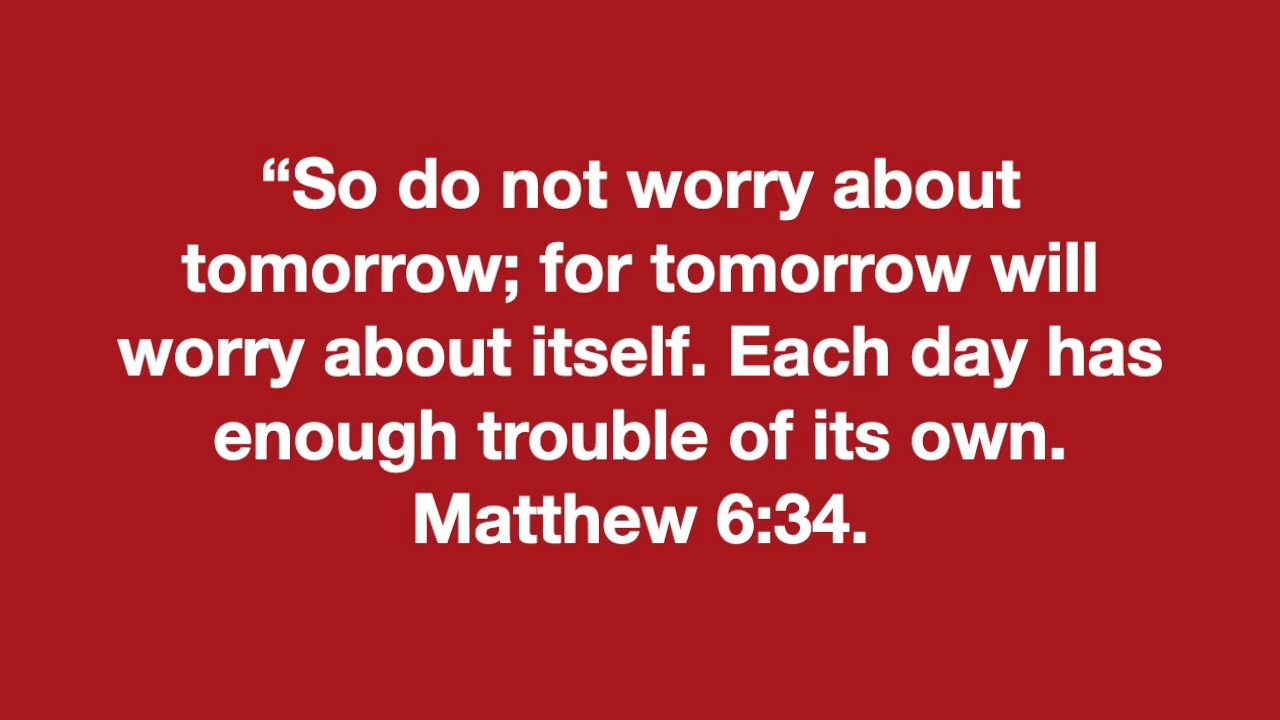 “So do not worry about
tomorrow; for tomorrow will
worry about itself. Each day has
enough trouble of its own.
Matthew 6:34.